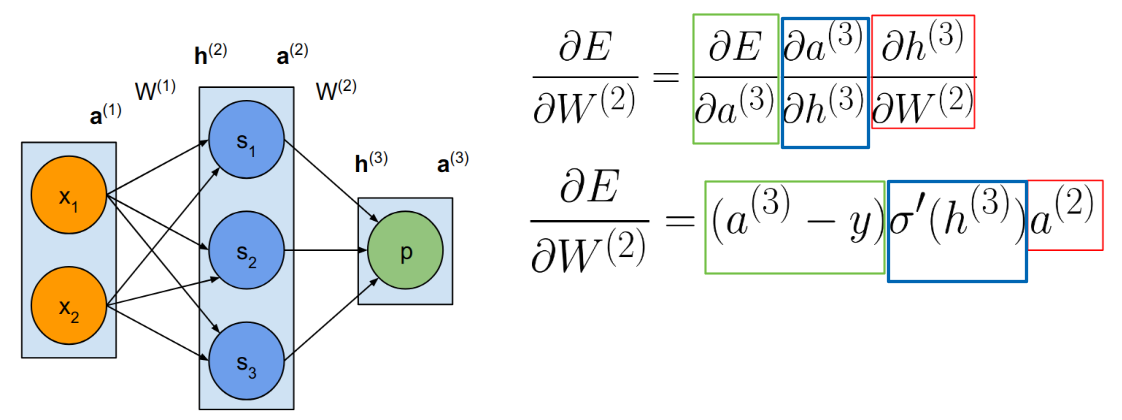 h⁽²⁾ a⁽²⁾
W⁽¹⁾ W⁽²⁾
a⁽¹⁾
s₁
h⁽³⁾ a⁽³⁾
x₁
s₂ p
x₂
s₃
∂E/∂W⁽²⁾ = ∂E/∂a⁽³⁾ ∂a⁽³⁾/∂h⁽³⁾ ∂h⁽³⁾/∂W⁽²⁾
∂E/∂W⁽²⁾ = (a⁽³⁾ − y)σ′(h⁽³⁾)a⁽²⁾